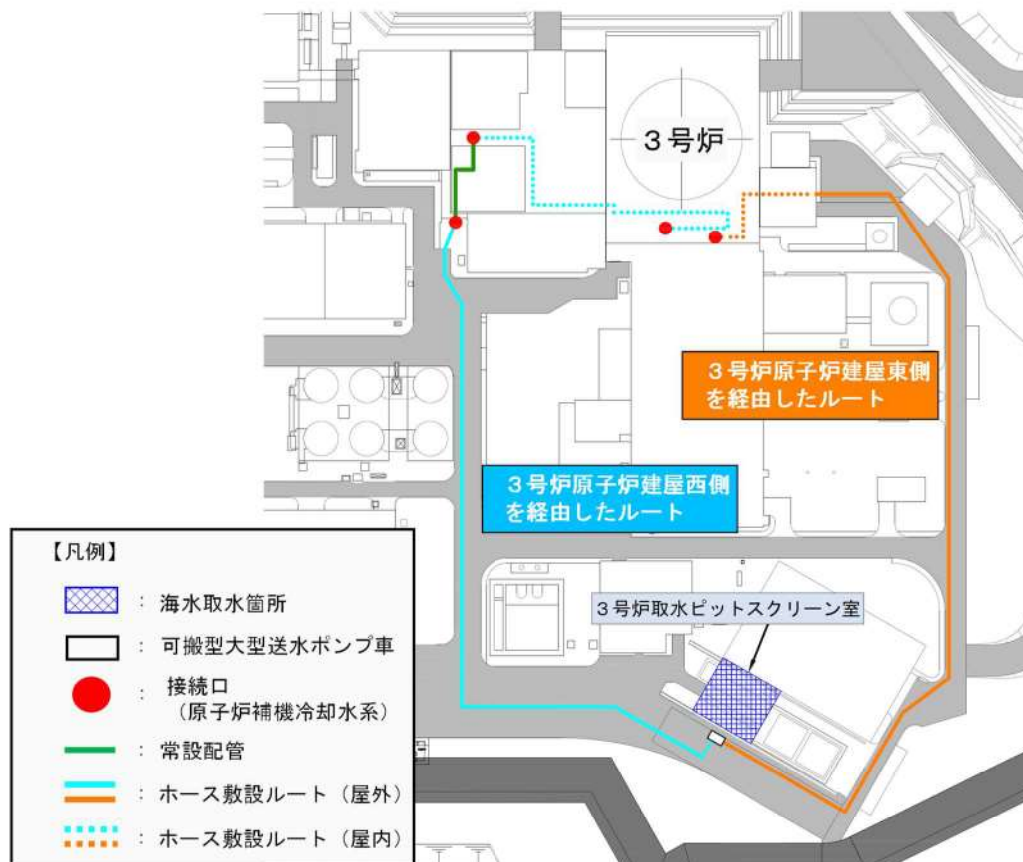 3号炉
3号炉原子炉建屋東側
を経由したルート
3号炉原子炉建屋西側
を経由したルート
3号炉取水ピットスクリーン室
【凡例】
： 海水取水箇所
： 可搬型大型送水ポンプ車
： 接続口
（原子炉補機冷却水系）
： 常設配管
： ホース敷設ルート（屋外）
： ホース敷設ルート（屋内）